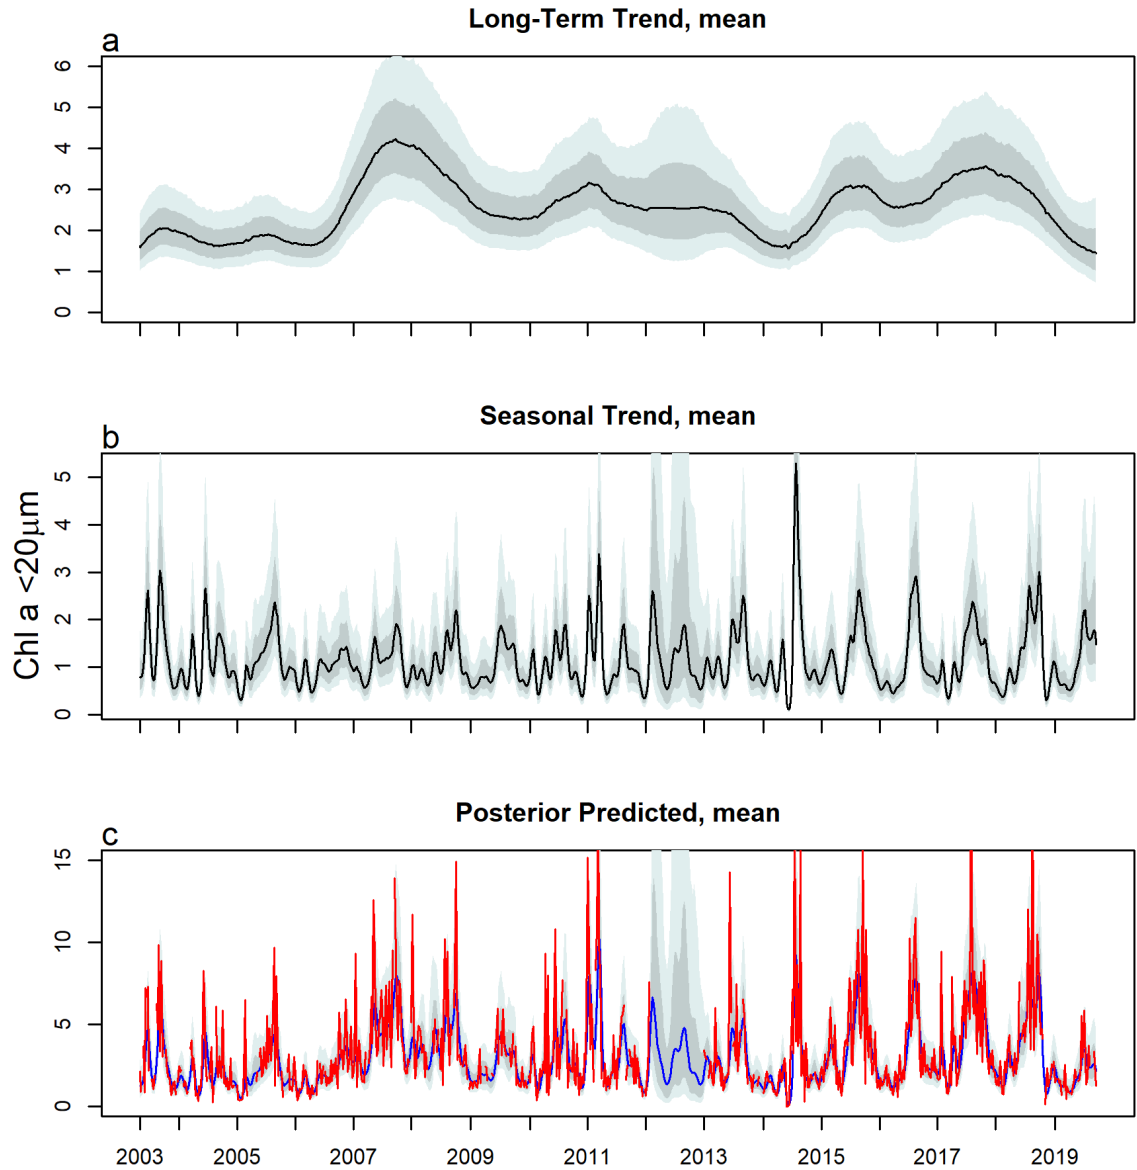 Long-Term Trend, mean
a
6
5
4
3
2
1
0
Seasonal Trend, mean
b
5
4
3
2
1
0
Chl a <20μm
Posterior Predicted, mean
c
15
10
5
0
2003 2005 2007 2009 2011 2013 2015 2017 2019